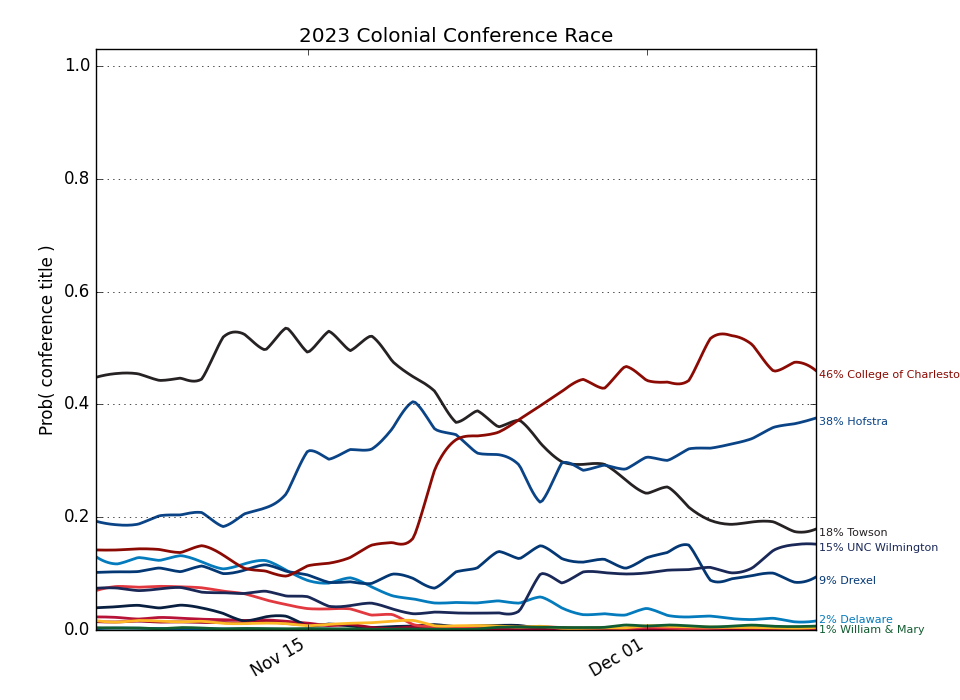 2023 Colonial Conference Race
Prob( conference title )
1.0
0.8
0.6
0.4
0.2
0.0
Nov 15
Dec 01
46% College of Charlesto
38% Hofstra
18% Towson
15% UNC Wilmington
9% Drexel
2% Delaware
1% William & Mary